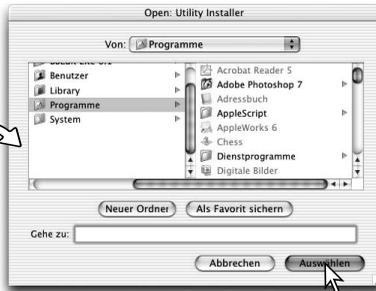 Open: Utility Installer
Von: Programme
Benutzer
Library
Programme
System
Acrobat Reader 5
Adobe Photoshop 7
Adressbuch
AppleScript
AppleWorks 6
Chess
Dienstprogramme
Digitale Bilder
Neuer Ordner
Als Favorit sichern
Gehe zu:
Abbrechen
Auswählen